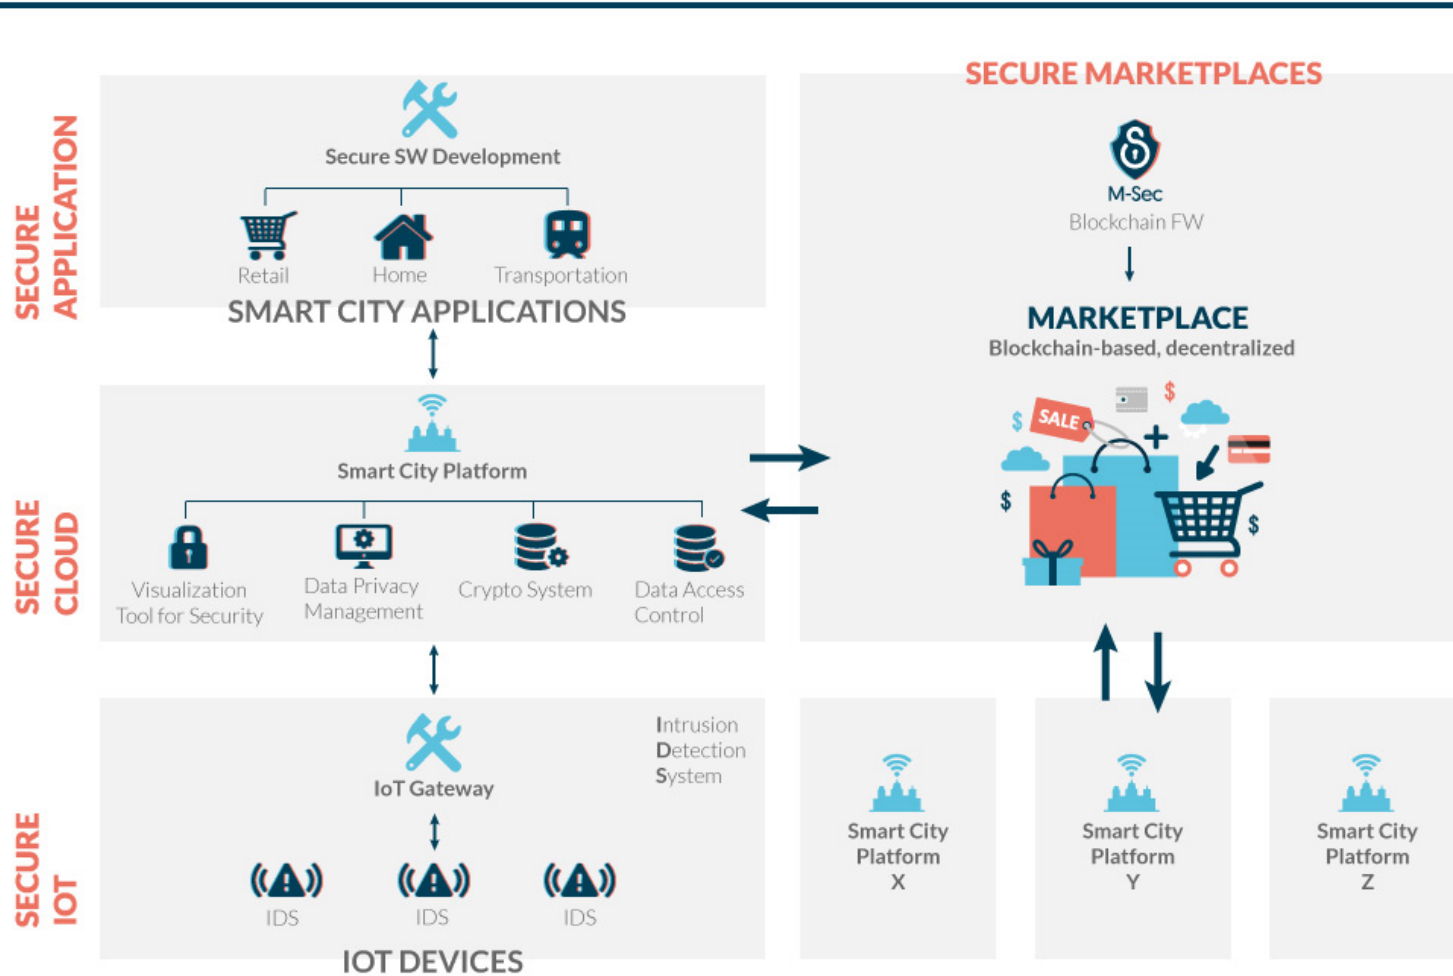 SECURE
APPLICATION
Secure SW Development
Retail
Home
Transportation
SMART CITY APPLICATIONS
SECURE
CLOUD
Smart City Platform
Visualization
Tool for Security
Data Privacy
Management
Crypto System
Data Access
Control
SECURE
IOT
IoT Gateway
Intrusion
Detection
System
IDS
IDS
IDS
IOT DEVICES
SECURE MARKETPLACES
M-Sec
Blockchain FW
MARKETPLACE
Blockchain-based, decentralized
$
SALE
$
$
$
Smart City
Platform
X
Smart City
Platform
Y
Smart City
Platform
Z